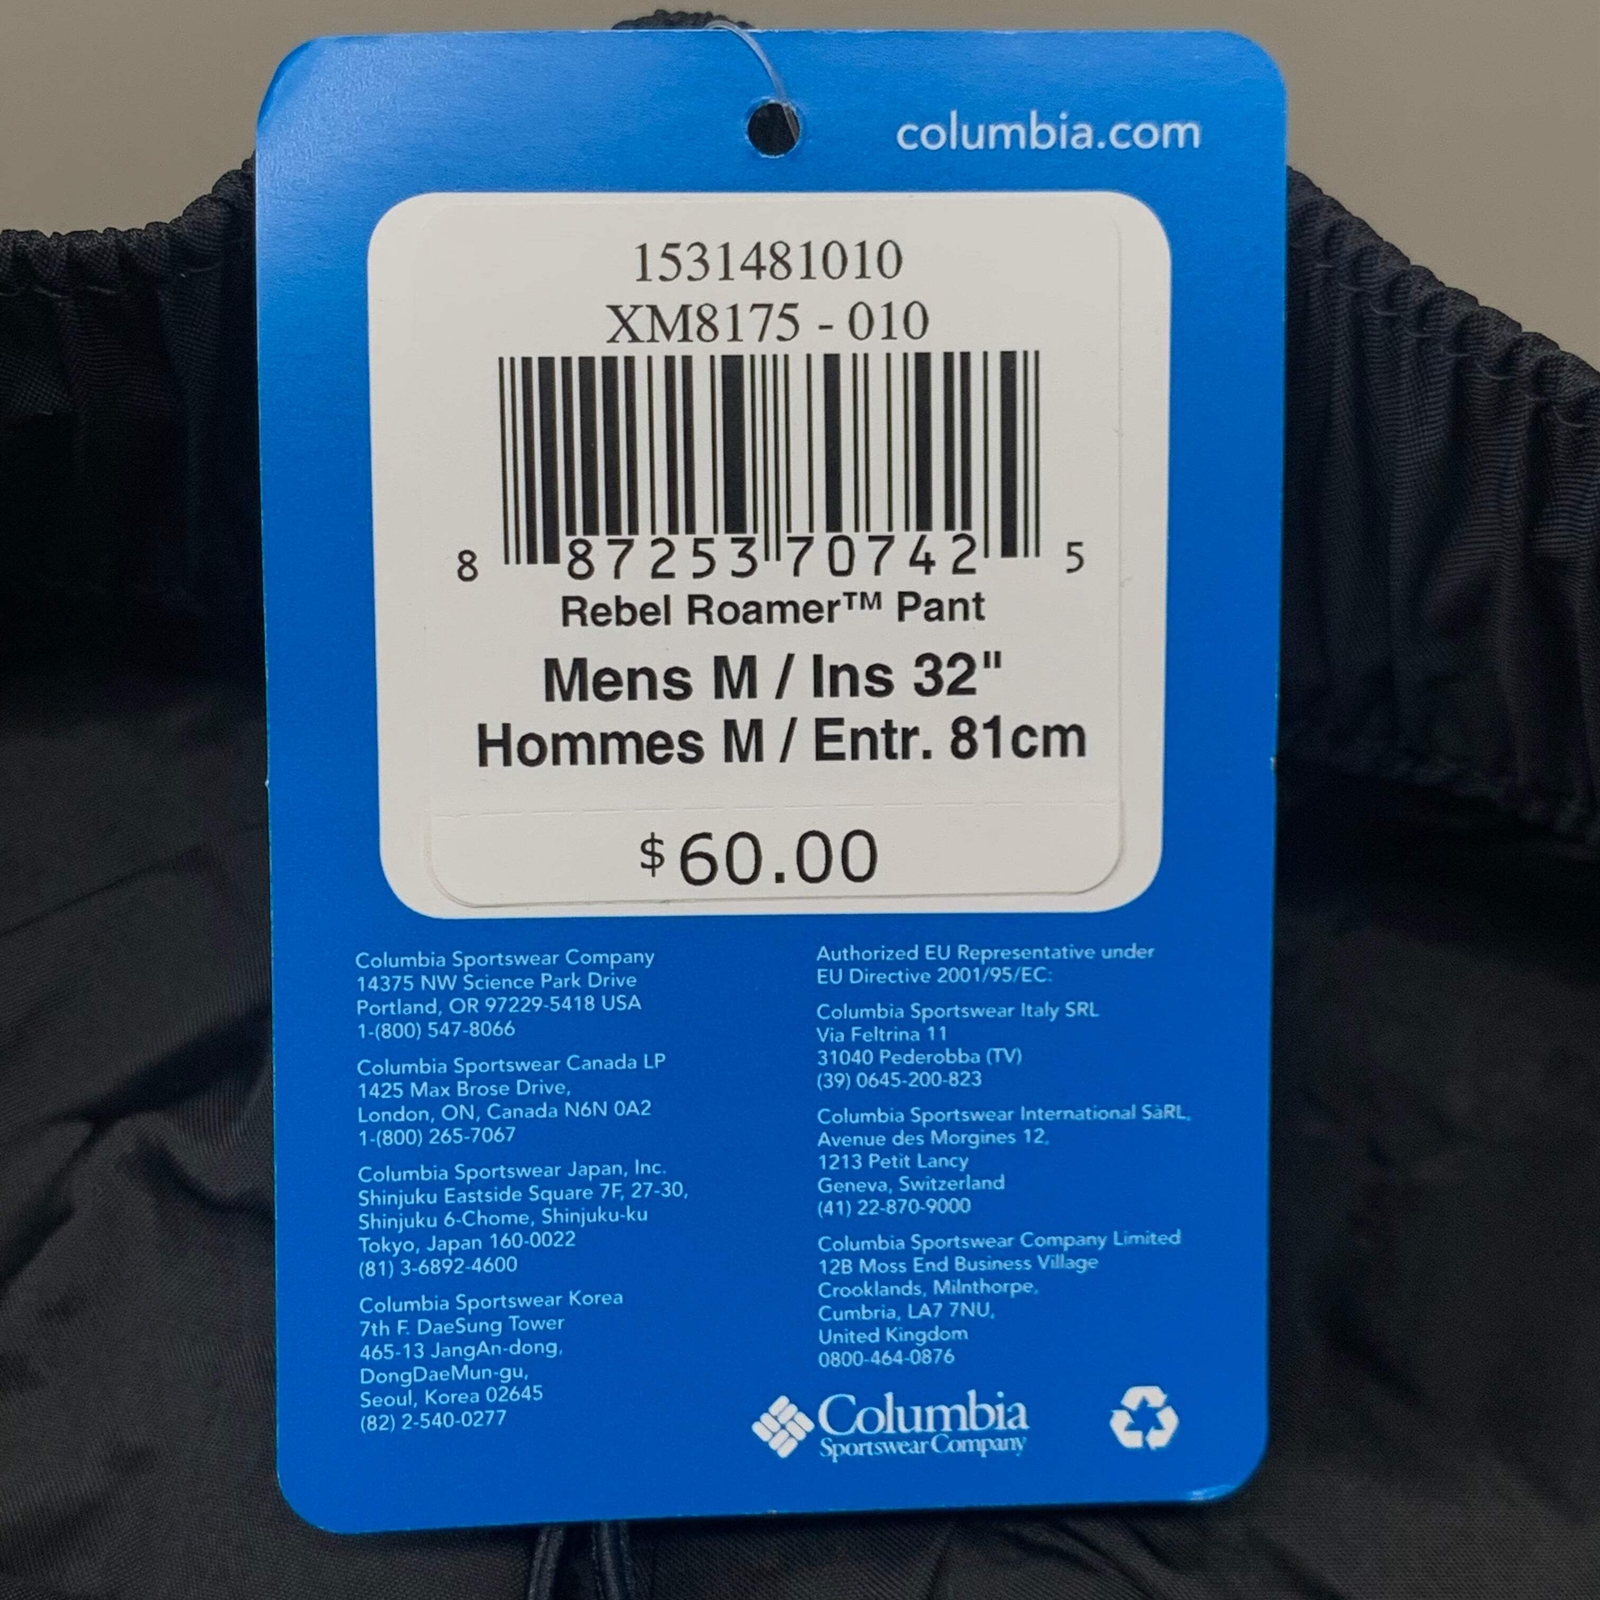 columbia.com
1531481010
XM8175 - 010
8 87253 70742 5
Rebel Roamer™ Pant
Mens M / Ins 32"
Hommes M / Entr. 81cm
$60.00
Columbia Sportswear Company
14375 NW Science Park Drive
Portland, OR 97229-5418 USA
1-(800) 547-8066
Columbia Sportswear Canada LP
1425 Max Brose Drive,
London, ON, Canada N6N 0A2
1-(800) 265-7067
Columbia Sportswear Japan, Inc.
Shinjuku Eastside Square 7F, 27-30,
Shinjuku 6-Chome, Shinjuku-ku
Tokyo, Japan 160-0022
(81) 3-6892-4600
Columbia Sportswear Korea
7th F. DaeSung Tower
465-13 JangAn-dong,
DongDaeMun-gu,
Seoul, Korea 02645
(82) 2-540-0277
Authorized EU Representative under
EU Directive 2001/95/EC:
Columbia Sportswear Italy SRL
Via Feltrina 11
31040 Pederobba (TV)
(39) 0645-200-823
Columbia Sportswear International SàRL,
Avenue des Morgines 12,
1213 Petit Lancy
Geneva, Switzerland
(41) 22-870-9000
Columbia Sportswear Company Limited
12B Moss End Business Village
Crooklands, Milnthorpe,
Cumbria, LA7 7NU,
United Kingdom
0800-464-0876
Columbia
Sportswear Company